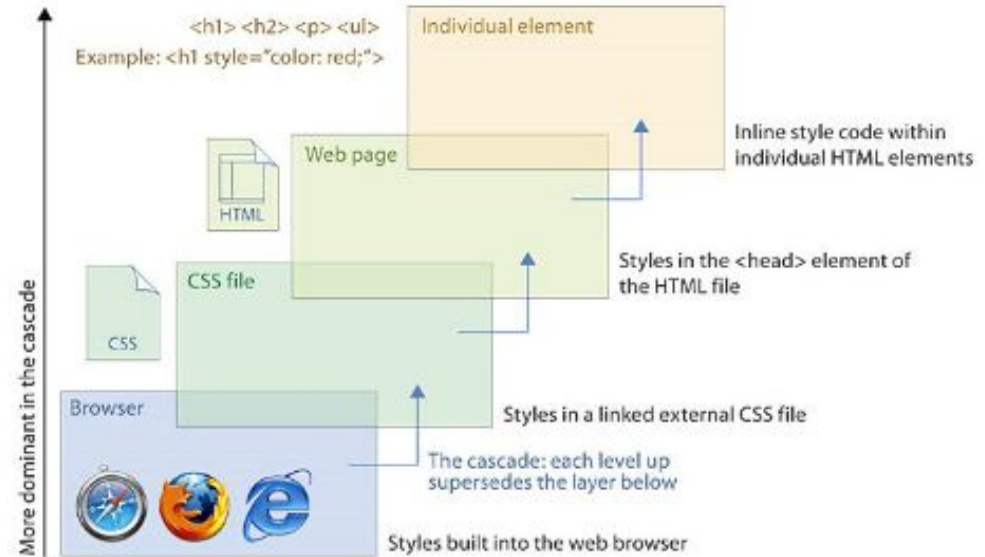 <h1> <h2> <p> <ul>
Example: <h1 style="color: red;“>
Individual element
Inline style code within
individual HTML elements
Web page
HTML
Styles in the <head> element of
the HTML file
CSS file
CSS
Styles in a linked external CSS file
Browser
The cascade: each level up
supersedes the layer below
Styles built into the web browser
More dominant in the cascade